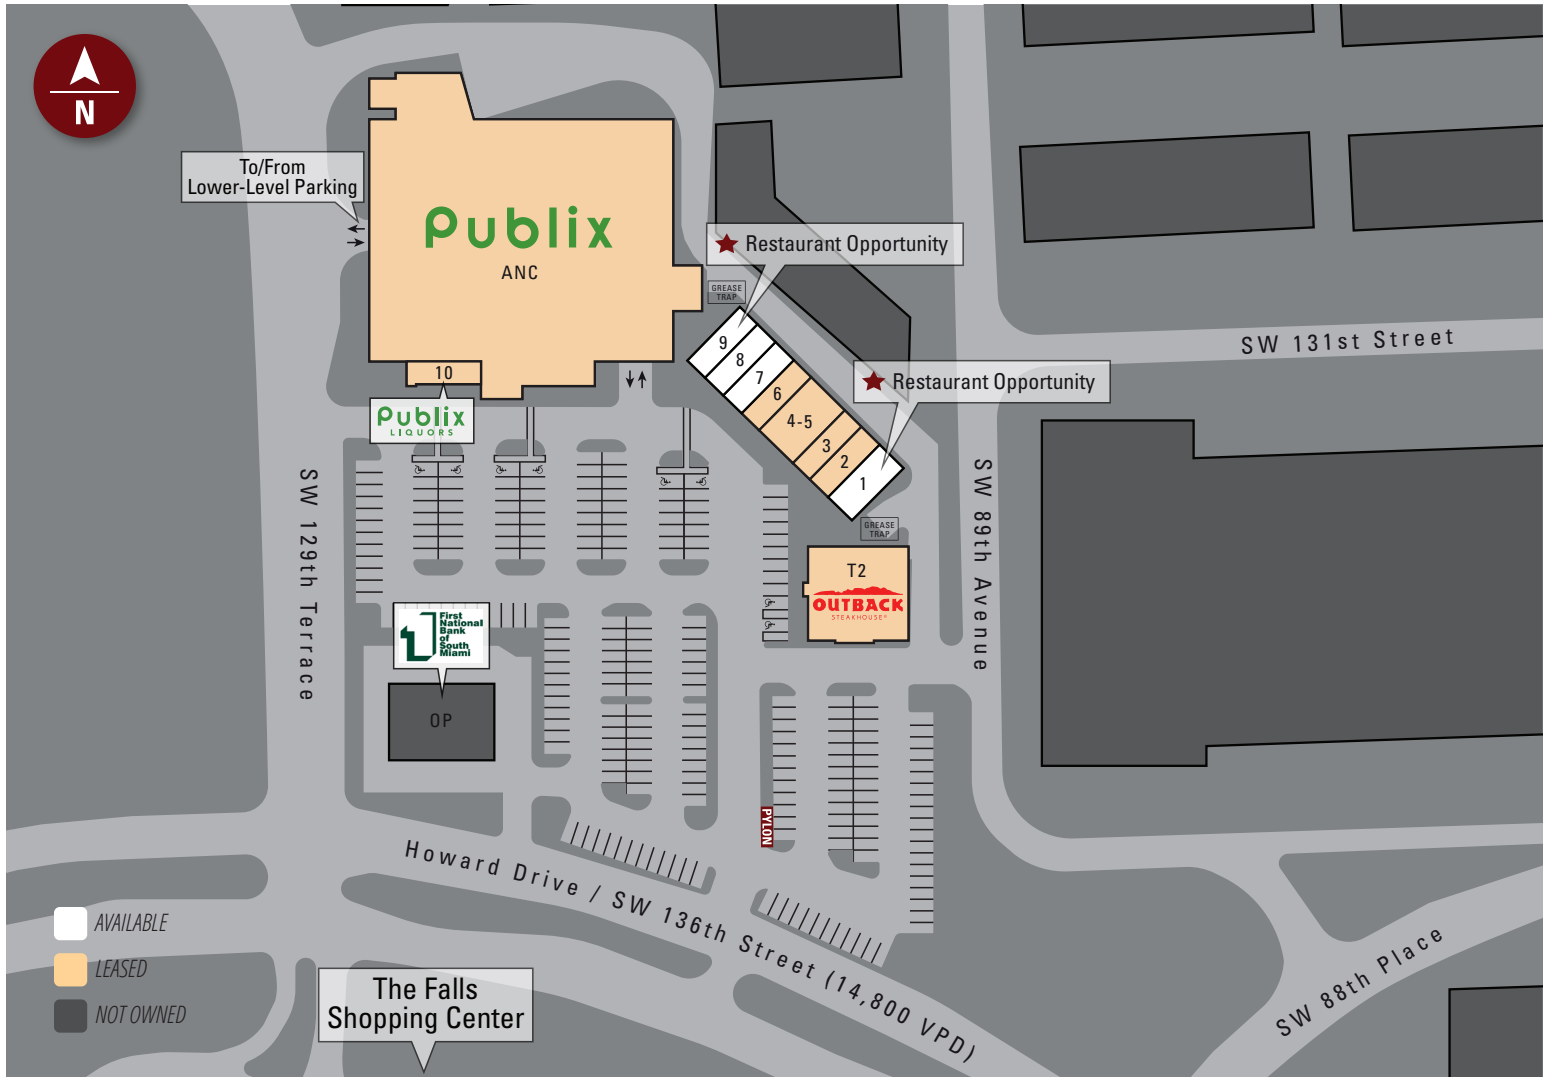 N
To/From
Lower-Level Parking
Publix
ANC
Restaurant Opportunity
GREASE
TRAP
9
8
7
6
4-5
3
2
1
Restaurant Opportunity
SW 131st Street
10
Publix
LIQUORS
GREASE
TRAP
T2
OUTBACK
STEAKHOUSE®
SW 129th Terrace
SW 89th Avenue
First
National
Bank
of
South
Miami
OP
PYLON
Howard Drive / SW 136th Street (14,800 VPD)
SW 88th Place
AVAILABLE
LEASED
NOT OWNED
The Falls
Shopping Center